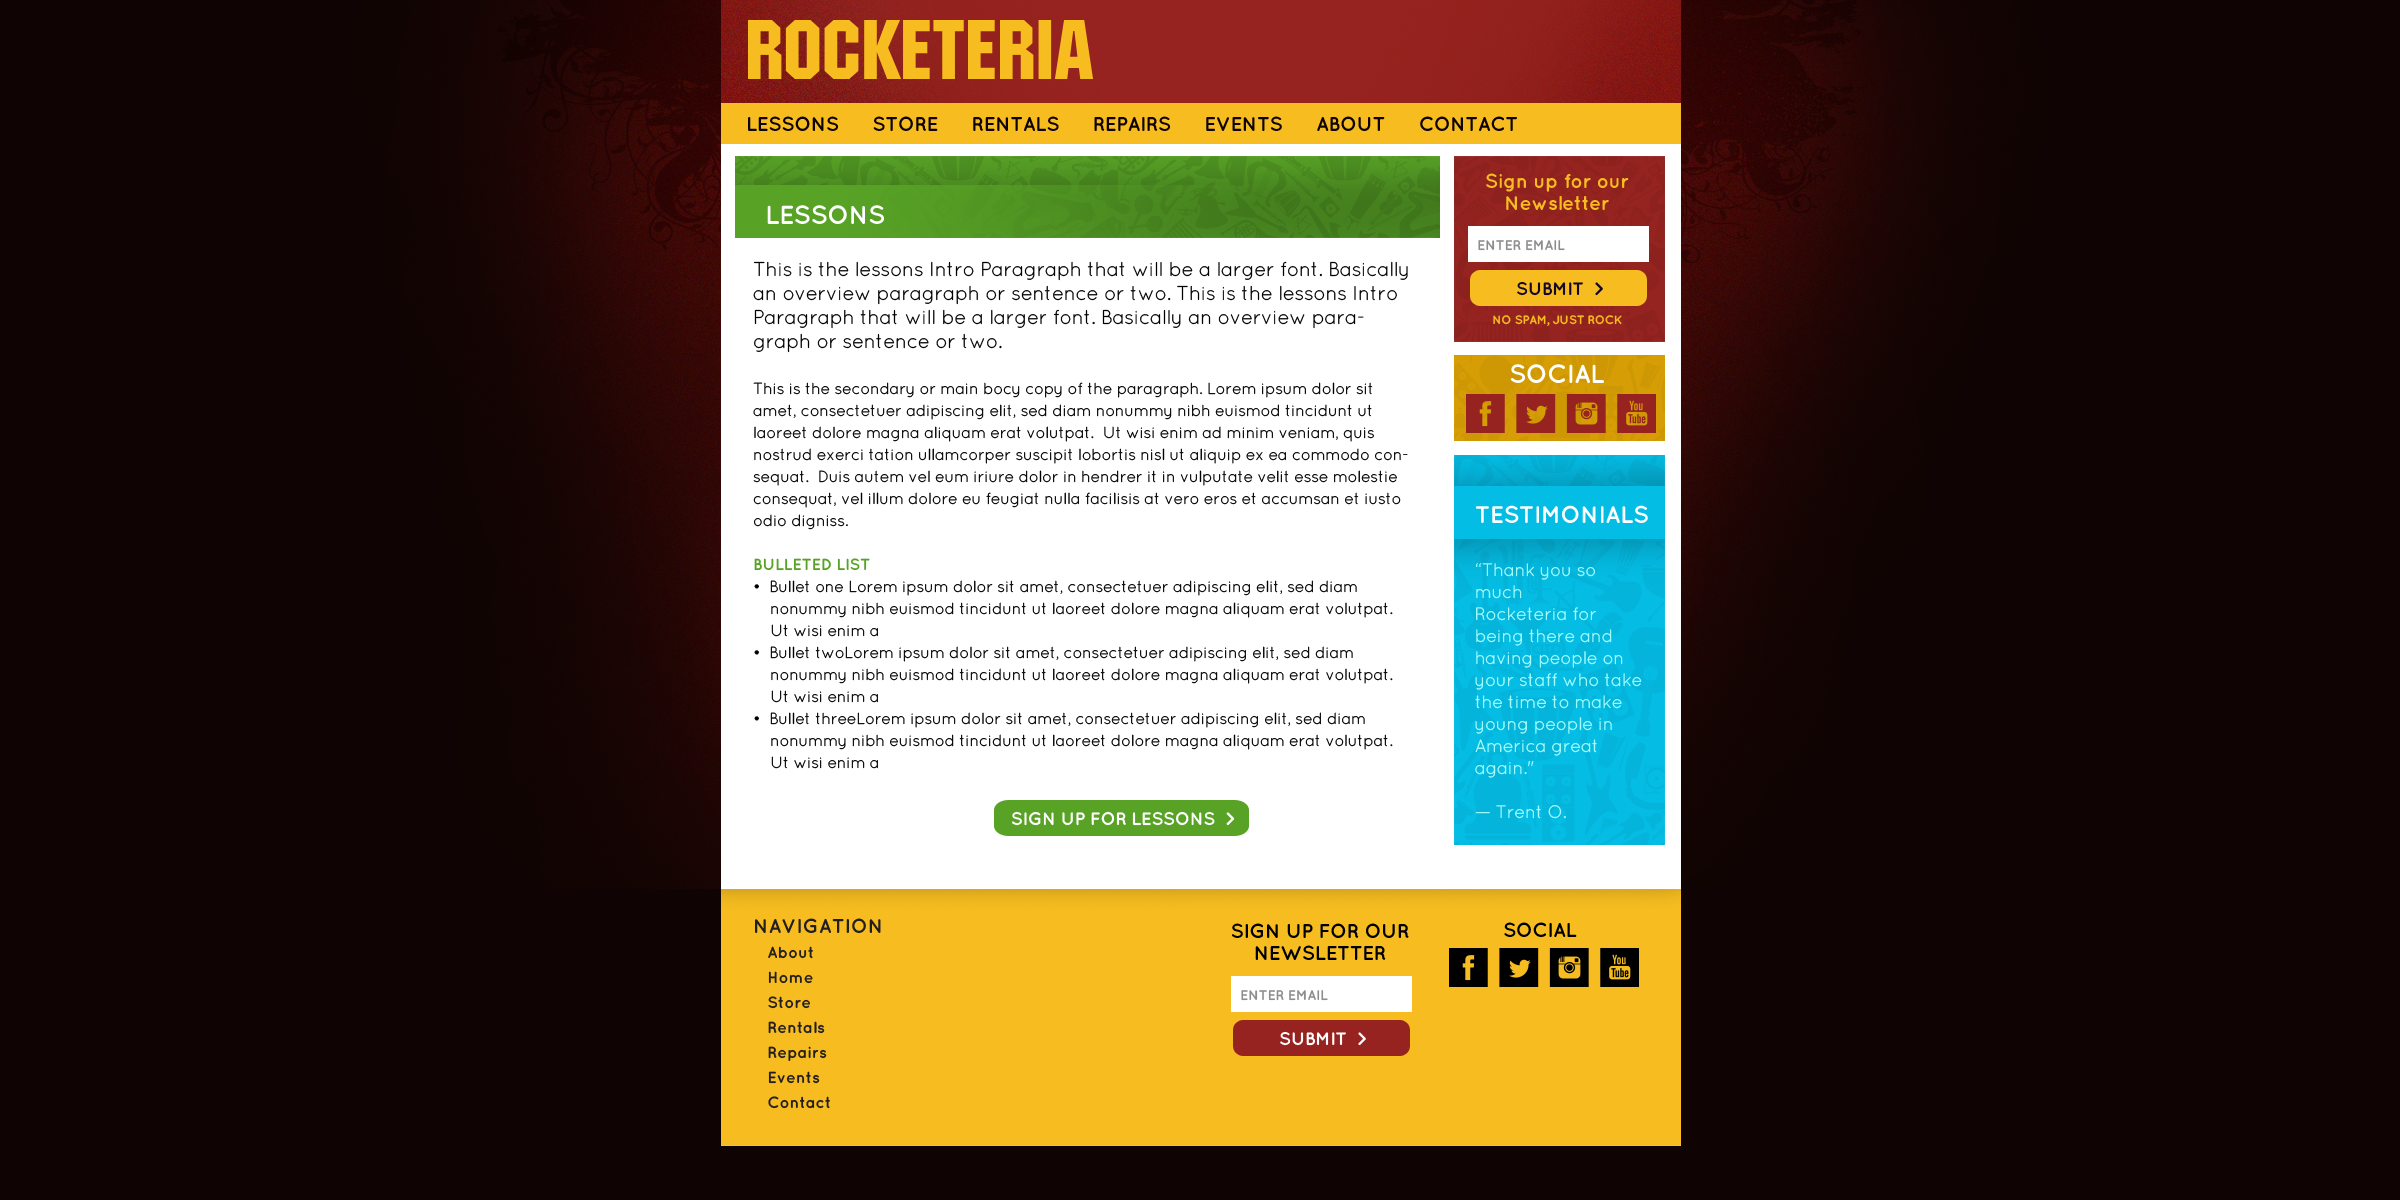 ROCKETERIA
LESSONS STORE RENTALS REPAIRS EVENTS ABOUT CONTACT
LESSONS
This is the lessons Intro Paragraph that will be a larger font. Basically
an overview paragraph or sentence or two. This is the lessons Intro
Paragraph that will be a larger font. Basically an overview para-
graph or sentence or two.
This is the secondary or main bocy copy of the paragraph. Lorem ipsum dolor sit
amet, consectetuer adipiscing elit, sed diam nonummy nibh euismod tincidunt ut
laoreet dolore magna aliquam erat volutpat.  Ut wisi enim ad minim veniam, quis
nostrud exerci tation ullamcorper suscipit lobortis nisl ut aliquip ex ea commodo con-
sequat.  Duis autem vel eum iriure dolor in hendrer it in vulputate velit esse molestie
consequat, vel illum dolore eu feugiat nulla facilisis at vero eros et accumsan et iusto
odio digniss.
BULLETED LIST
• Bullet one Lorem ipsum dolor sit amet, consectetuer adipiscing elit, sed diam
nonummy nibh euismod tincidunt ut laoreet dolore magna aliquam erat volutpat.
Ut wisi enim a
• Bullet twoLorem ipsum dolor sit amet, consectetuer adipiscing elit, sed diam
nonummy nibh euismod tincidunt ut laoreet dolore magna aliquam erat volutpat.
Ut wisi enim a
• Bullet threeLorem ipsum dolor sit amet, consectetuer adipiscing elit, sed diam
nonummy nibh euismod tincidunt ut laoreet dolore magna aliquam erat volutpat.
Ut wisi enim a
SIGN UP FOR LESSONS
Sign up for our
Newsletter
ENTER EMAIL
SUBMIT
NO SPAM, JUST ROCK
SOCIAL
You
Tube
TESTIMONIALS
“Thank you so
much
Rocketeria for
being there and
having people on
your staff who take
the time to make
young people in
America great
again."
— Trent O.
NAVIGATION
About
Home
Store
Rentals
Repairs
Events
Contact
SIGN UP FOR OUR
NEWSLETTER
ENTER EMAIL
SUBMIT
SOCIAL
You
Tube